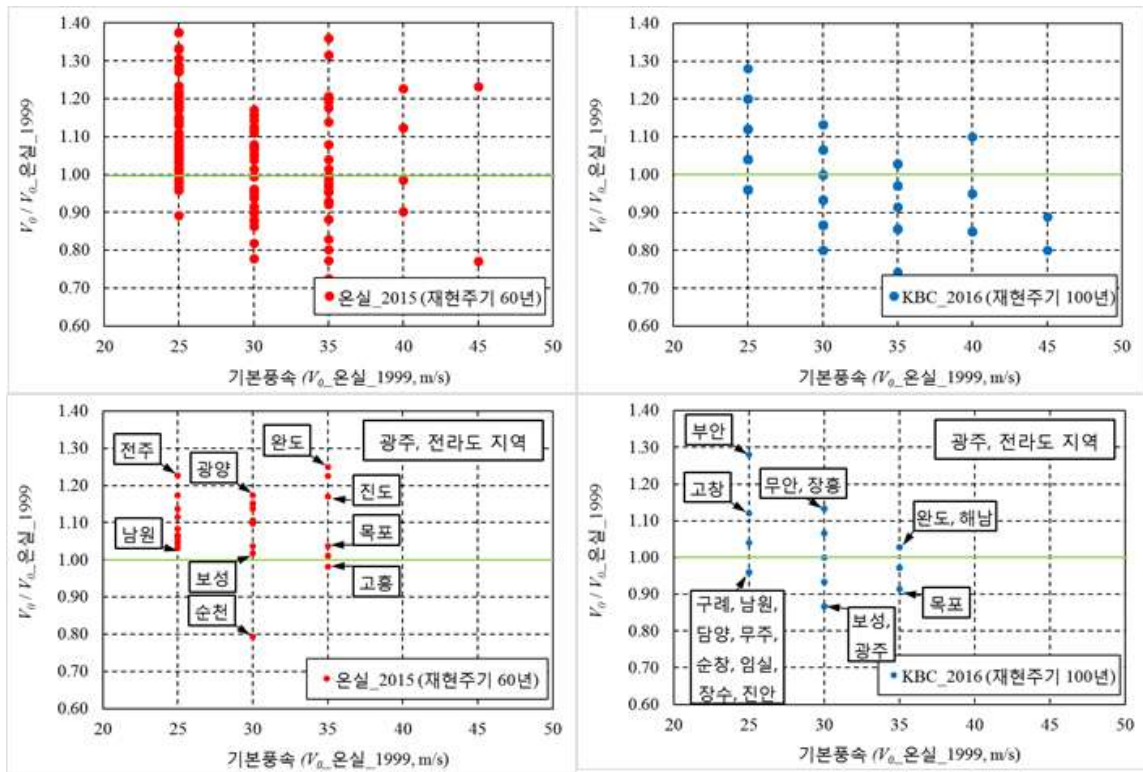 1.40
1.30
1.20
1.10
1.00
0.90
0.80
0.70
0.60
V₀ / V₀_온실_1999
온실_2015 (재현주기 60년)
20 25 30 35 40 45 50
기본풍속 (V₀_온실_1999, m/s)
1.40
1.30
1.20
1.10
1.00
0.90
0.80
0.70
0.60
V₀ / V₀_온실_1999
KBC_2016 (재현주기 100년)
20 25 30 35 40 45 50
기본풍속 (V₀_온실_1999, m/s)
1.40
1.30
1.20
1.10
1.00
0.90
0.80
0.70
0.60
V₀ / V₀_온실_1999
광주, 전라도 지역
전주
남원
광양
보성
순천
완도
진도
목포
고흥
온실_2015 (재현주기 60년)
20 25 30 35 40 45 50
기본풍속 (V₀_온실_1999, m/s)
1.40
1.30
1.20
1.10
1.00
0.90
0.80
0.70
0.60
V₀ / V₀_온실_1999
광주, 전라도 지역
부안
고창
구례, 남원,
담양, 무주,
순창, 임실,
장수, 진안
무안, 장흥
보성,
광주
완도, 해남
목포
KBC_2016 (재현주기 100년)
20 25 30 35 40 45 50
기본풍속 (V₀_온실_1999, m/s)